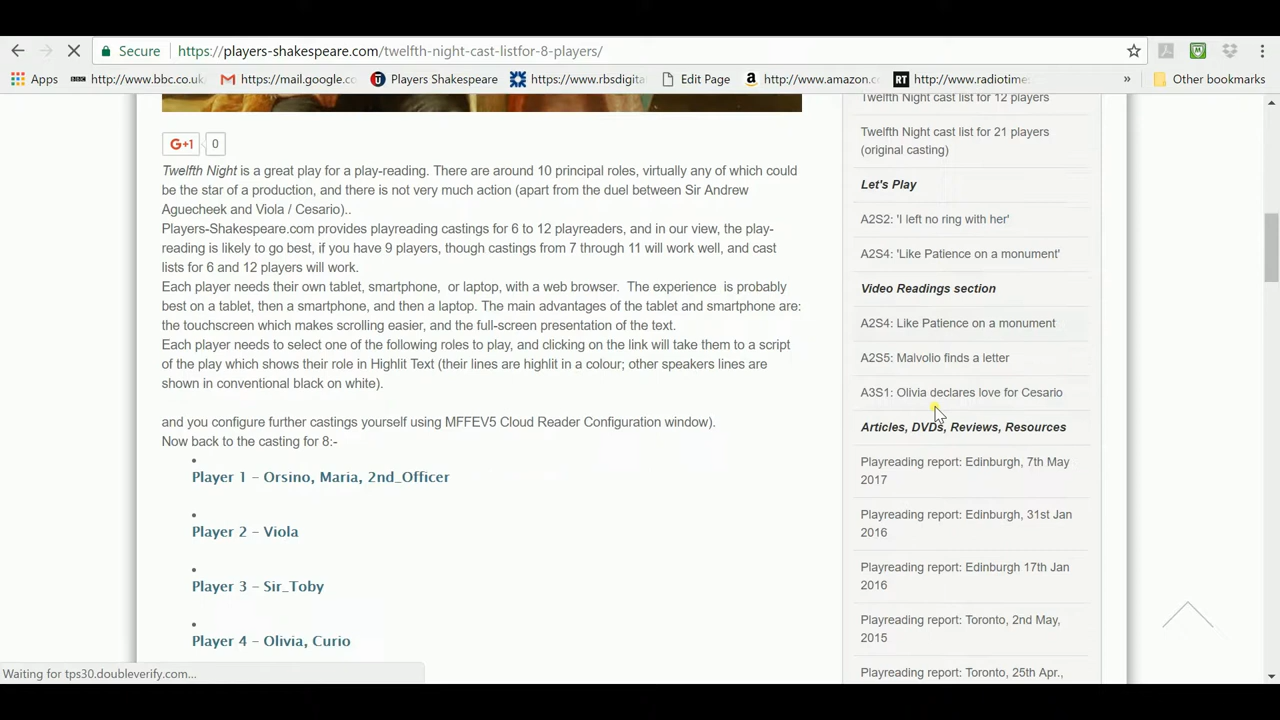 Secure https://players-shakespeare.com/twelfth-night-cast-listfor-8-players/
Apps http://www.bbc.co.uk, https://mail.google.co Players Shakespeare https://www.rbsdigita Edit Page http://www.amazon.c http://www.radiotime » Other bookmarks
G+1 0
Twelfth Night is a great play for a play-reading. There are around 10 principal roles, virtually any of which could
be the star of a production, and there is not very much action (apart from the duel between Sir Andrew
Aguecheek and Viola / Cesario)..
Players-Shakespeare.com provides playreading castings for 6 to 12 playreaders, and in our view, the play-
reading is likely to go best, if you have 9 players, though castings from 7 through 11 will work well, and cast
lists for 6 and 12 players will work.
Each player needs their own tablet, smartphone, or laptop, with a web browser. The experience is probably
best on a tablet, then a smartphone, and then a laptop. The main advantages of the tablet and smartphone are:
the touchscreen which makes scrolling easier, and the full-screen presentation of the text.
Each player needs to select one of the following roles to play, and clicking on the link will take them to a script
of the play which shows their role in Highlit Text (their lines are highlit in a colour; other speakers lines are
shown in conventional black on white).
and you configure further castings yourself using MFFEV5 Cloud Reader Configuration window).
Now back to the casting for 8:-
Player 1 – Orsino, Maria, 2nd_Officer
Player 2 – Viola
Player 3 – Sir_Toby
Player 4 – Olivia, Curio
Twelfth Night cast list for 12 players
Twelfth Night cast list for 21 players
(original casting)
Let's Play
A2S2: 'I left no ring with her'
A2S4: 'Like Patience on a monument'
Video Readings section
A2S4: Like Patience on a monument
A2S5: Malvolio finds a letter
A3S1: Olivia declares love for Cesario
Articles, DVDs, Reviews, Resources
Playreading report: Edinburgh, 7th May
2017
Playreading report: Edinburgh, 31st Jan
2016
Playreading report: Edinburgh 17th Jan
2016
Playreading report: Toronto, 2nd May,
2015
Playreading report: Toronto, 25th Apr.,
Waiting for tps30.doubleverify.com...